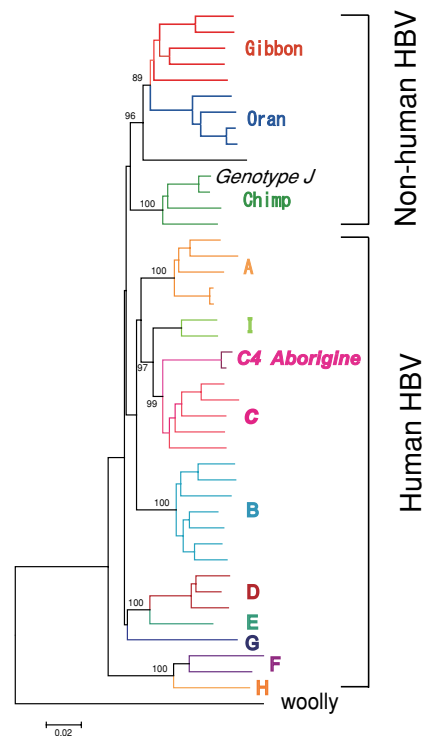 Gibbon
89
Oran
96
Genotype J
100
Chimp
Non-human HBV
100
A
I
97
C4 Aborigine
99
C
Human HBV
100
B
D
100
E
G
F
100
H
woolly
0.02